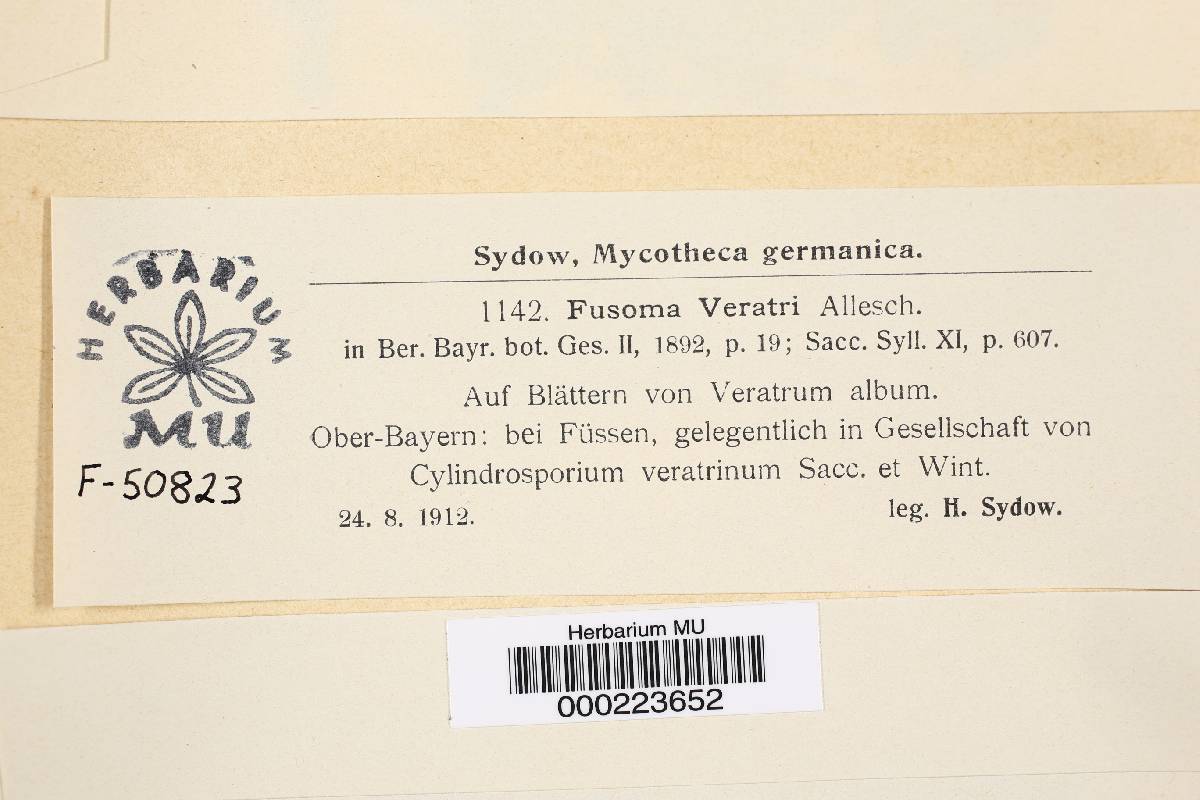 Sydow, Mycotheca germanica.
1142. Fusoma Veratri Allesch.
in Ber. Bayr. bot. Ges. II, 1892, p. 19; Sacc. Syll. XI, p. 607.
Auf Blättern von Veratrum album.
Ober-Bayern: bei Füssen, gelegentlich in Gesellschaft von
Cylindrosporium veratrinum Sacc. et Wint.
24. 8. 1912.
leg. H. Sydow.
HERBARIUM
MU
F-50823
Herbarium MU
000223652